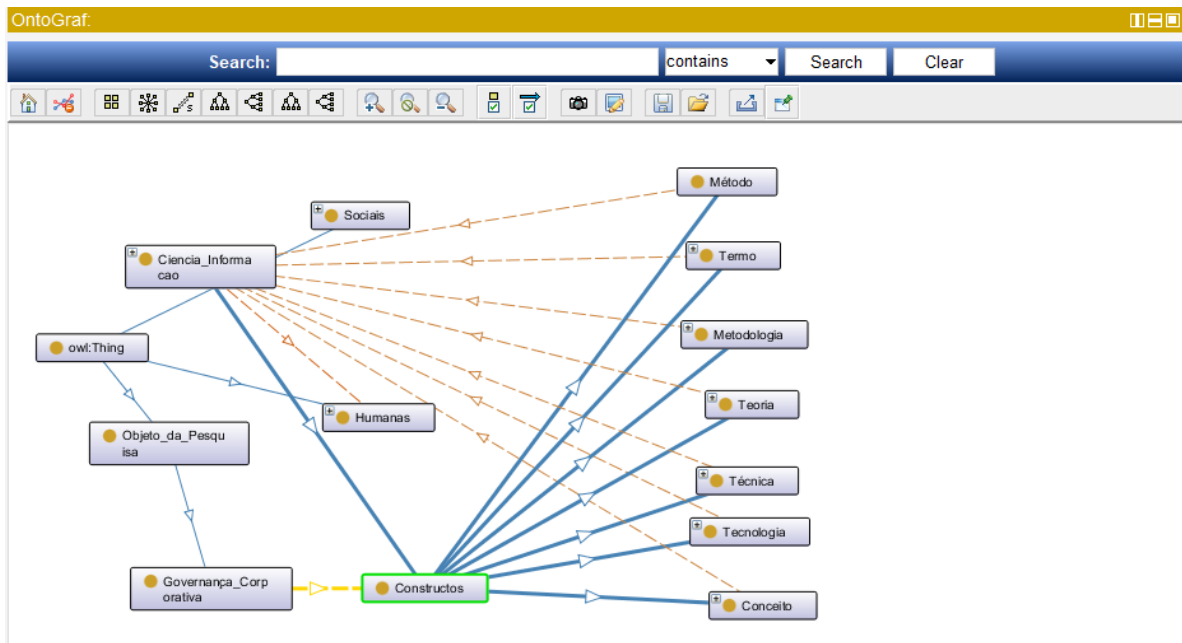 OntoGraf:
Search:
contains
Search
Clear
Método
Sociais
Termo
Ciencia_Informa
cao
Metodologia
owl:Thing
Teoria
Humanas
Objeto_da_Pesqu
isa
Técnica
Tecnologia
Governança_Corp
orativa
Constructos
Conceito